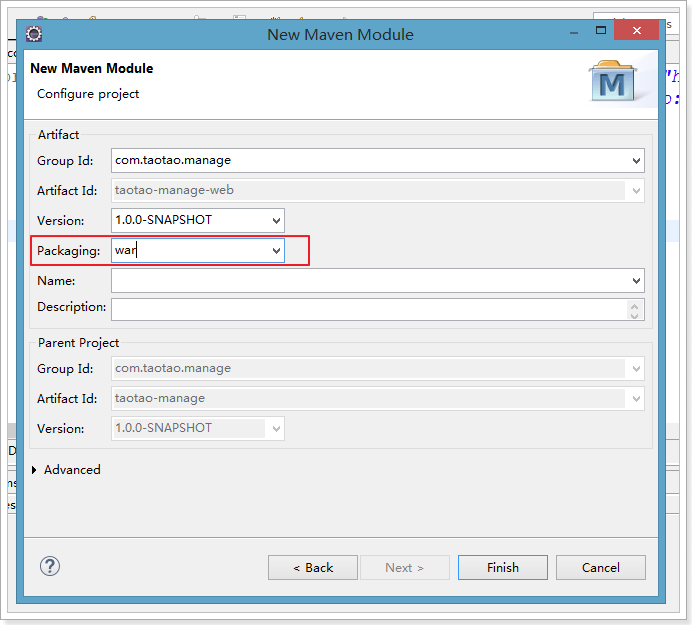 New Maven Module
New Maven Module
Configure project
M
Artifact
Group Id: com.taotao.manage
Artifact Id: taotao-manage-web
Version: 1.0.0-SNAPSHOT
Packaging: war
Name:
Description:
Parent Project
Group Id: com.taotao.manage
Artifact Id: taotao-manage
Version: 1.0.0-SNAPSHOT
Advanced
? < Back Next > Finish Cancel